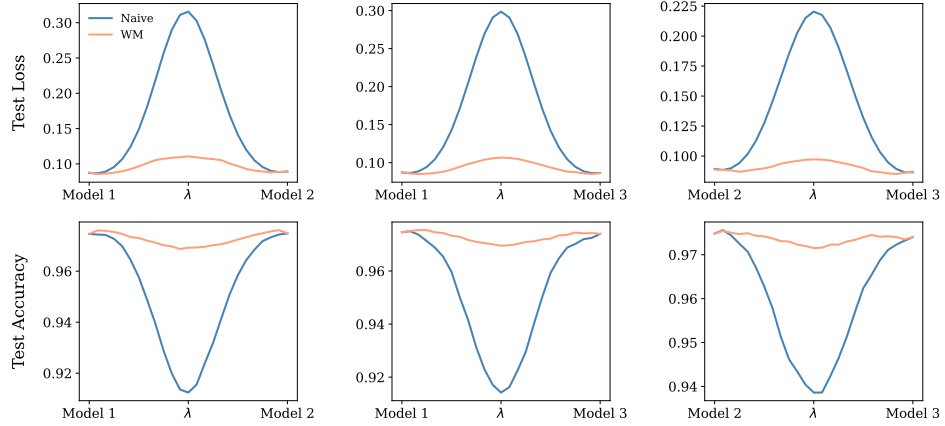 Test Loss
0.30
0.25
0.20
0.15
0.10
Naive
WM
Model 1
λ
Model 2
0.30
0.25
0.20
0.15
0.10
Model 1
λ
Model 3
0.225
0.200
0.175
0.150
0.125
0.100
Model 2
λ
Model 3
Test Accuracy
0.96
0.94
0.92
Model 1
λ
Model 2
0.96
0.94
0.92
Model 1
λ
Model 3
0.97
0.96
0.95
0.94
Model 2
λ
Model 3